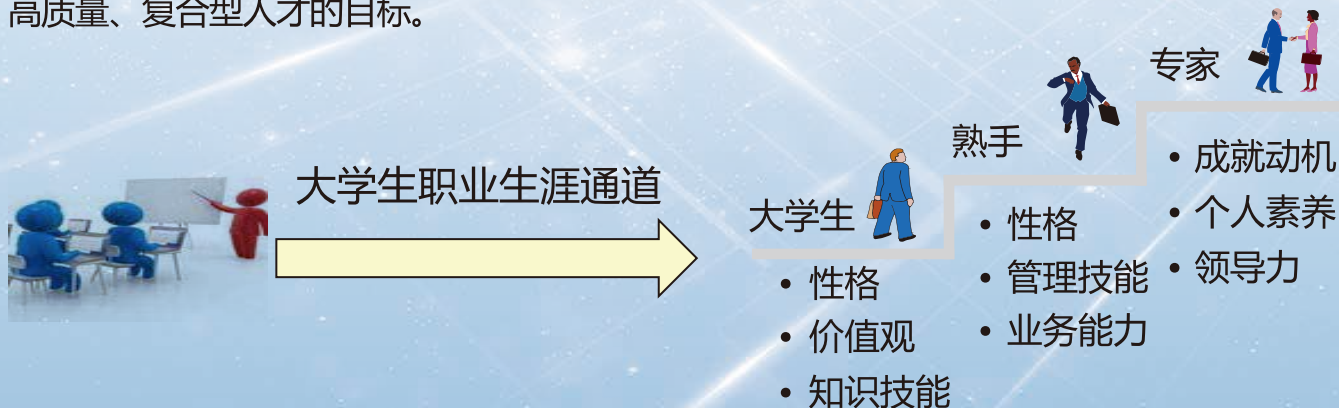 高质量、复合型人才的目标。
大学生职业生涯通道
大学生
• 性格
• 价值观
• 知识技能
熟手
• 性格
• 管理技能
• 业务能力
专家
• 成就动机
• 个人素养
• 领导力